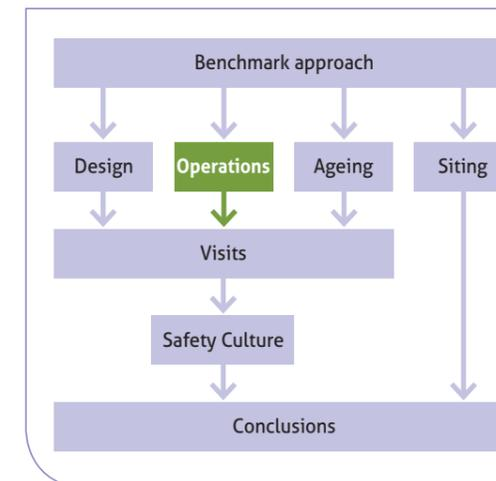 Benchmark approach
Design
Operations
Ageing
Siting
Visits
Safety Culture
Conclusions